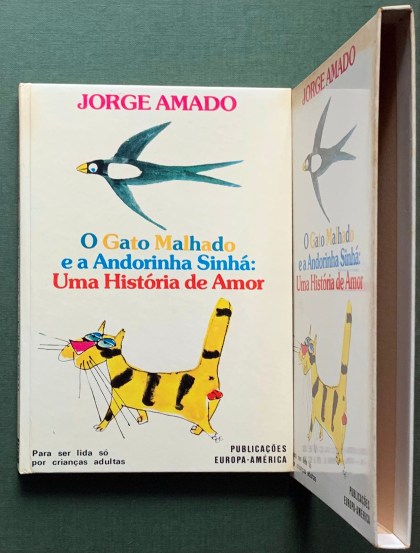 JORGE AMADO
O Gato Malhado
e a Andorinha Sinhá:
Uma História de Amor
Para ser lida só
por crianças adultas
PUBLICAÇÕES
EUROPA-AMÉRICA
JORGE AMADO
O Gato Malhado
e a Andorinha Sinhá:
Uma História de Amor
PUBLICAÇÕES
EUROPA-AMÉRICA